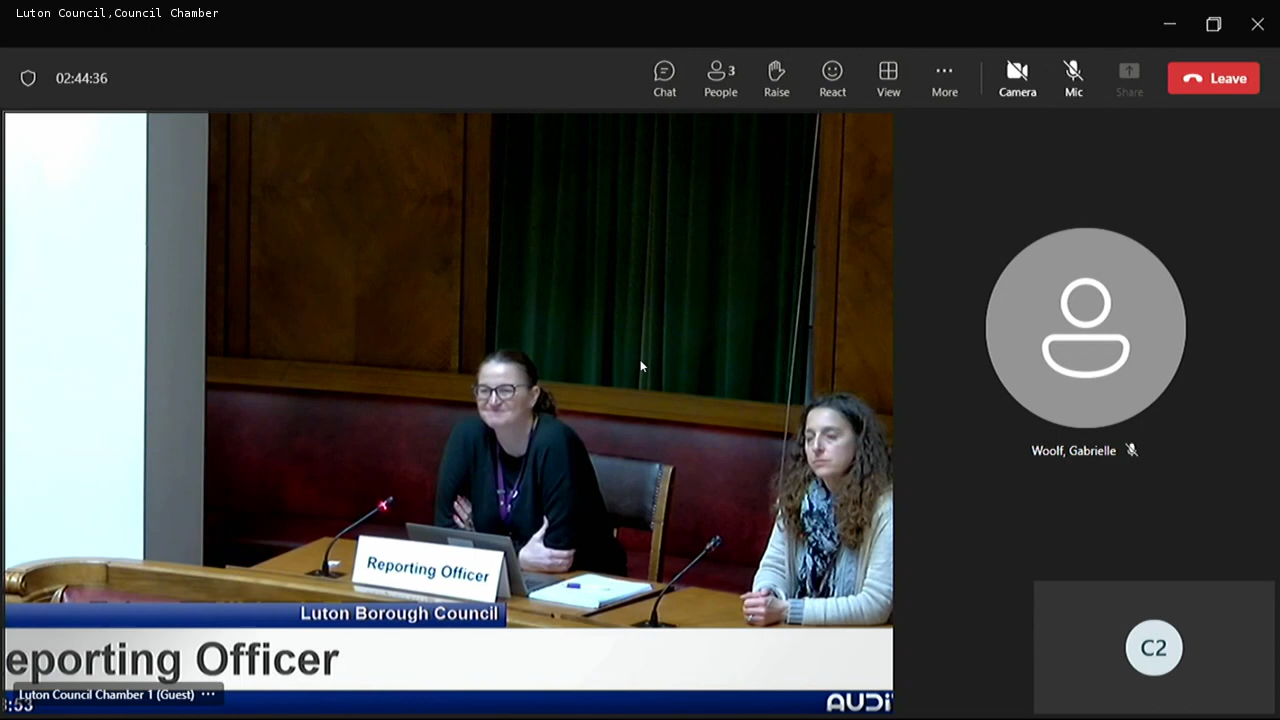 Luton Council,Council Chamber
02:44:36
Chat
People
3
Raise
React
View
More
Camera
Mic
Share
Leave
Reporting Officer
Luton Borough Council
eporting Officer
Luton Council Chamber 1 (Guest) ···
:53
AUDi
Woolf, Gabrielle
C2